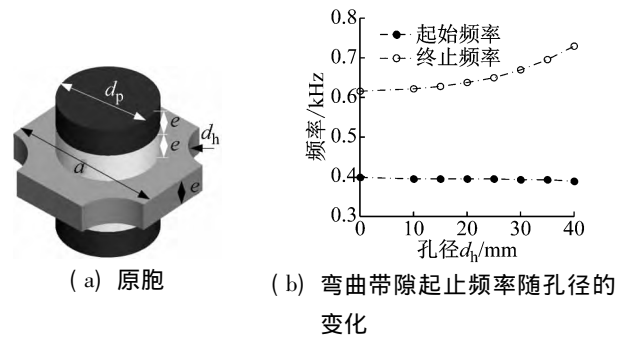 d_p
e
e
d_h
a
e
(a) 原胞
0.8
0.7
0.6
0.5
0.4
0.3
频率/kHz
起始频率
终止频率
0
10
20
30
40
孔径d_h/mm
(b) 弯曲带隙起止频率随孔径的
变化